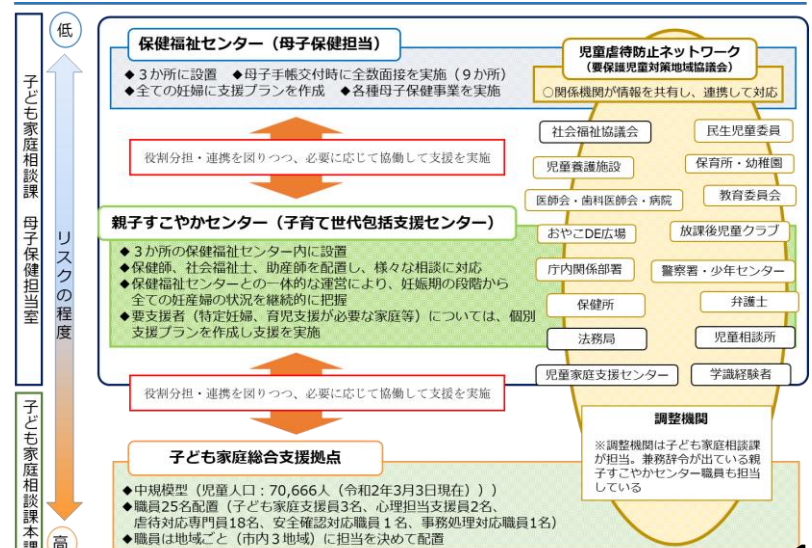 低
子ども家庭相談課 母子保健担当室
リスクの程度
子ども家庭相談課本課
高
保健福祉センター（母子保健担当）
◆３か所に設置 ◆母子手帳交付時に全数面接を実施（９か所）
◆全ての妊婦に支援プランを作成 ◆各種母子保健事業を実施
役割分担・連携を図りつつ、必要に応じて協働して支援を実施
親子すこやかセンター（子育て世代包括支援センター）
◆３か所の保健福祉センター内に設置
◆保健師、社会福祉士、助産師を配置し、様々な相談に対応
◆保健福祉センターとの一体的な運営により、妊娠期の段階から
全ての妊産婦の状況を継続的に把握
◆要支援者（特定妊婦、育児支援が必要な家庭等）については、個別
支援プランを作成し支援を実施
役割分担・連携を図りつつ、必要に応じて協働して支援を実施
子ども家庭総合支援拠点
◆中規模型（児童人口：70,666人（令和2年3月3日現在）））
◆職員25名配置（子ども家庭支援員3名、心理担当支援員2名、
虐待対応専門員18名、安全確認対応職員１名、事務処理対応職員1名）
◆職員は地域ごと（市内３地域）に担当を決めて配置
児童虐待防止ネットワーク
（要保護児童対策地域協議会）
○関係機関が情報を共有し、連携して対応
社会福祉協議会
民生児童委員
児童養護施設
保育所・幼稚園
医師会・歯科医師会・病院
教育委員会
おやこDE広場
放課後児童クラブ
庁内関係部署
警察署・少年センター
保健所
弁護士
法務局
児童相談所
児童家庭支援センター
学識経験者
調整機関
※調整機関は子ども家庭相談課
が担当。兼務辞令が出ている親
子すこやかセンター職員も担当
している